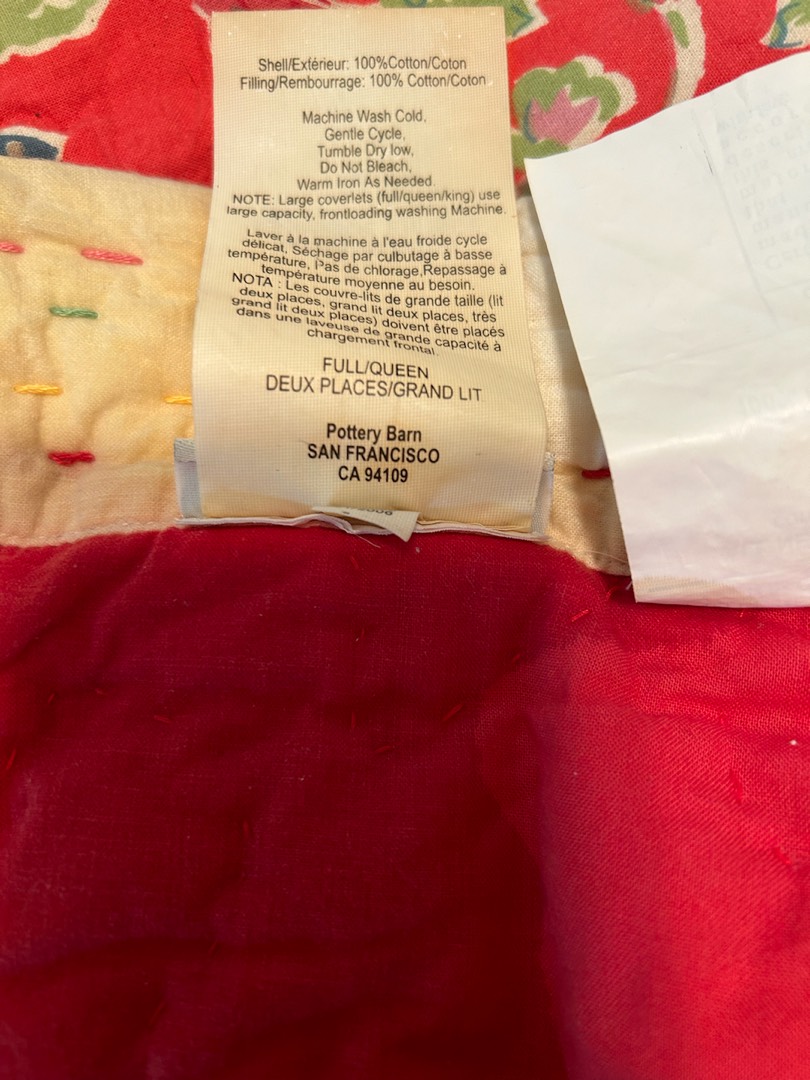 Shell/Extérieur: 100%Cotton/Coton
Filling/Rembourrage: 100% Cotton/Coton
Machine Wash Cold,
Gentle Cycle,
Tumble Dry low,
Do Not Bleach,
Warm Iron As Needed.
NOTE: Large coverlets (full/queen/king) use
large capacity, frontloading washing Machine.
Laver à la machine à l'eau froide cycle
délicat, Séchage par culbutage à basse
température, Pas de chlorage,Repassage à
température moyenne au besoin.
NOTA : Les couvre-lits de grande taille (lit
deux places, grand lit deux places, très
grand lit deux places) doivent être placés
dans une laveuse de grande capacité à
chargement frontal.
FULL/QUEEN
DEUX PLACES/GRAND LIT
Pottery Barn
SAN FRANCISCO
CA 94109